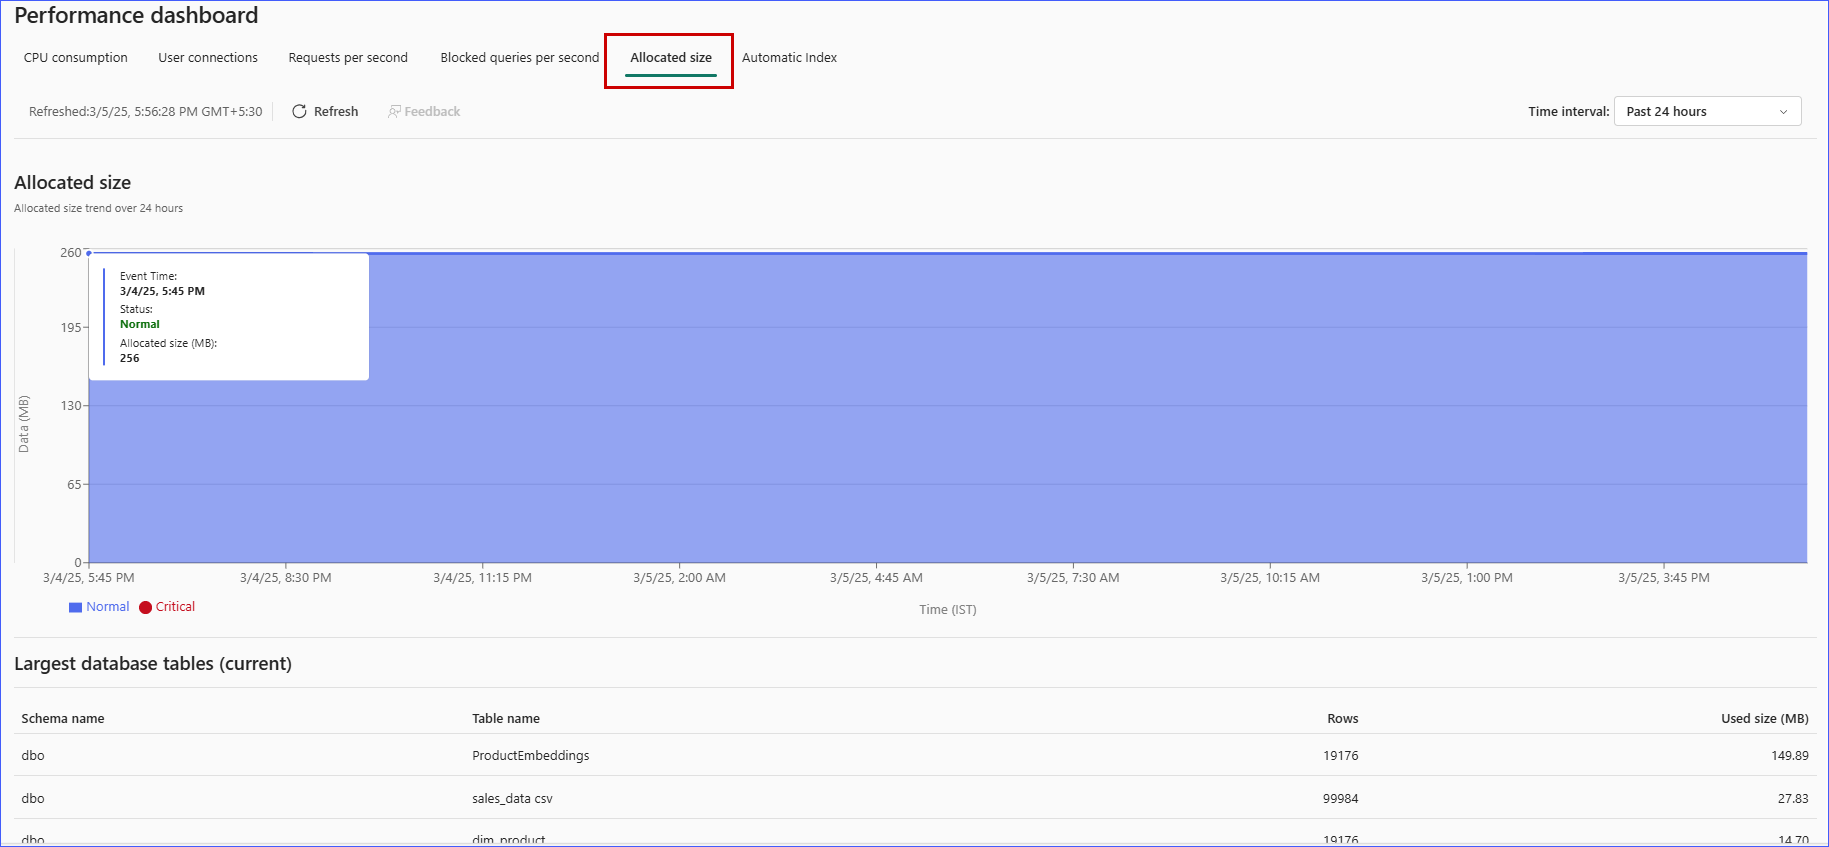 Performance dashboard
CPU consumption User connections Requests per second Blocked queries per second Allocated size Automatic Index
Refreshed:3/5/25, 5:56:28 PM GMT+5:30 Refresh Feedback Time interval: Past 24 hours
Allocated size
Allocated size trend over 24 hours
260
Event Time:
3/4/25, 5:45 PM
Status:
Normal
Allocated size (MB):
256
195
130
65
0
Data (MB)
3/4/25, 5:45 PM 3/4/25, 8:30 PM 3/4/25, 11:15 PM 3/5/25, 2:00 AM 3/5/25, 4:45 AM 3/5/25, 7:30 AM 3/5/25, 10:15 AM 3/5/25, 1:00 PM 3/5/25, 3:45 PM
Normal Critical
Time (IST)
Largest database tables (current)
Schema name Table name Rows Used size (MB)
dbo ProductEmbeddings 19176 149.89
dbo sales_data csv 99984 27.83
dbo dim_product 19176 14.70